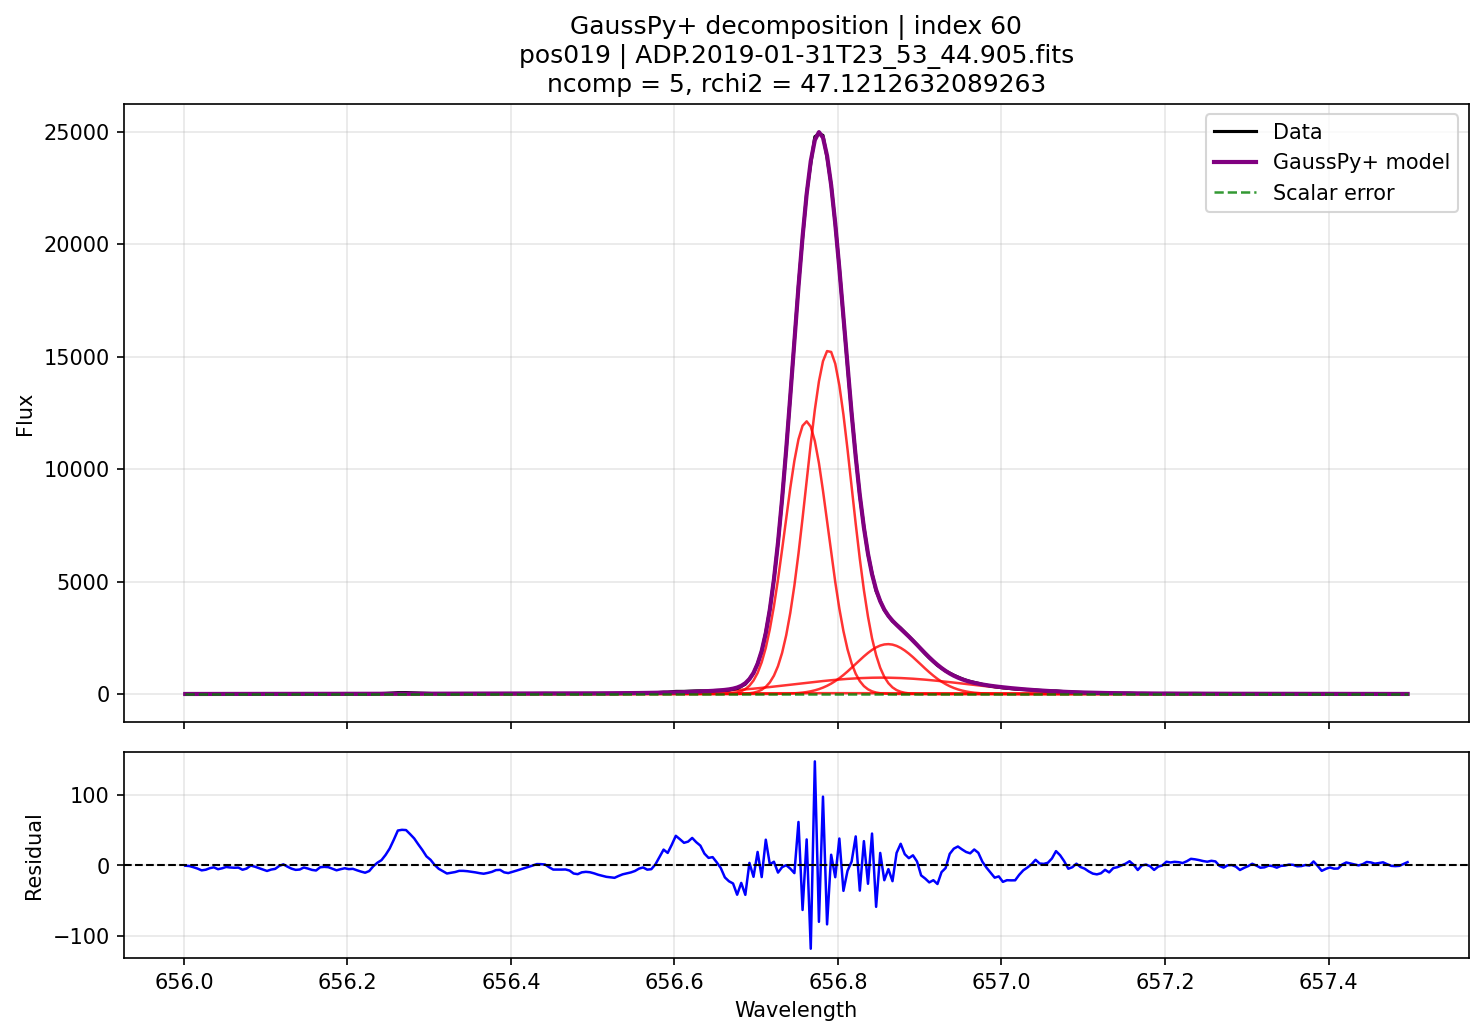 GaussPy+ decomposition | index 60
pos019 | ADP.2019-01-31T23_53_44.905.fits
ncomp = 5, rchi2 = 47.1212632089263
25000
20000
15000
10000
5000
0
Flux
Data
GaussPy+ model
Scalar error
100
0
−100
Residual
656.0 656.2 656.4 656.6 656.8 657.0 657.2 657.4
Wavelength